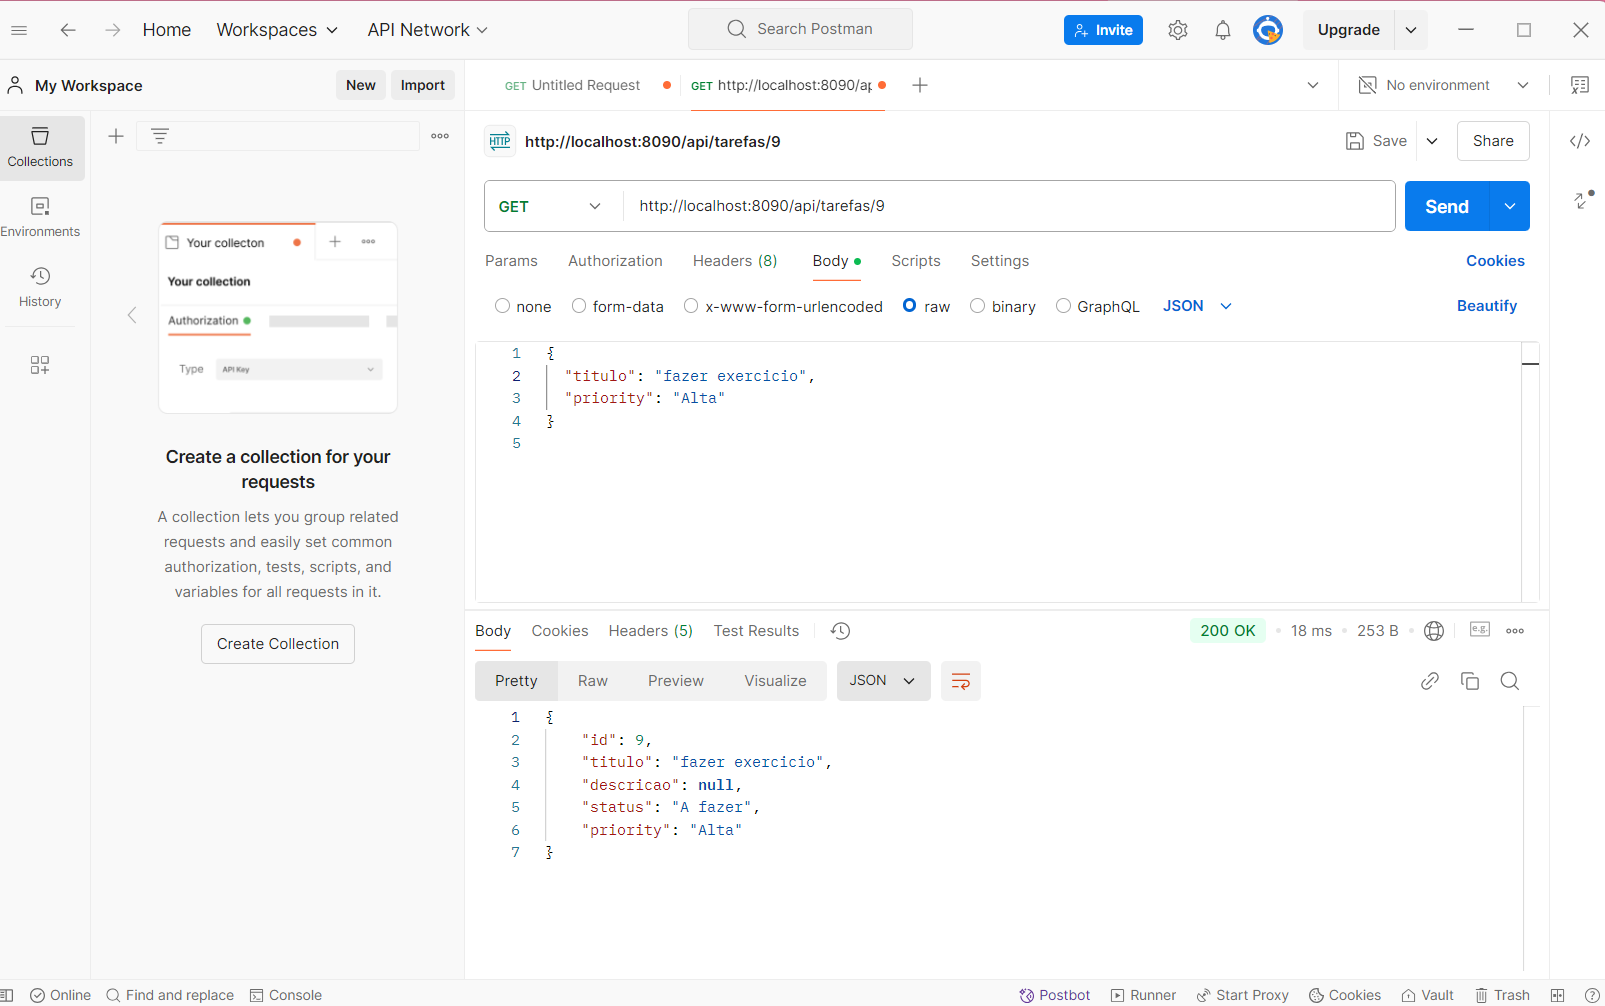 Home Workspaces API Network Search Postman Invite Upgrade
My Workspace New Import GET Untitled Request GET http://localhost:8090/ap No environment
Collections
Environments
History
Your collecton
Your collection
Authorization
Type API Key
Create a collection for your
requests
A collection lets you group related
requests and easily set common
authorization, tests, scripts, and
variables for all requests in it.
Create Collection
HTTP http://localhost:8090/api/tarefas/9 Save Share
GET http://localhost:8090/api/tarefas/9 Send
Params Authorization Headers (8) Body Scripts Settings Cookies
none form-data x-www-form-urlencoded raw binary GraphQL JSON Beautify
1 {
2 "titulo": "fazer exercicio",
3 "priority": "Alta"
4 }
5
Body Cookies Headers (5) Test Results 200 OK 18 ms 253 B e.g.
Pretty Raw Preview Visualize JSON
1 {
2 "id": 9,
3 "titulo": "fazer exercicio",
4 "descricao": null,
5 "status": "A fazer",
6 "priority": "Alta"
7 }
Online Find and replace Console Postbot Runner Start Proxy Cookies Vault Trash